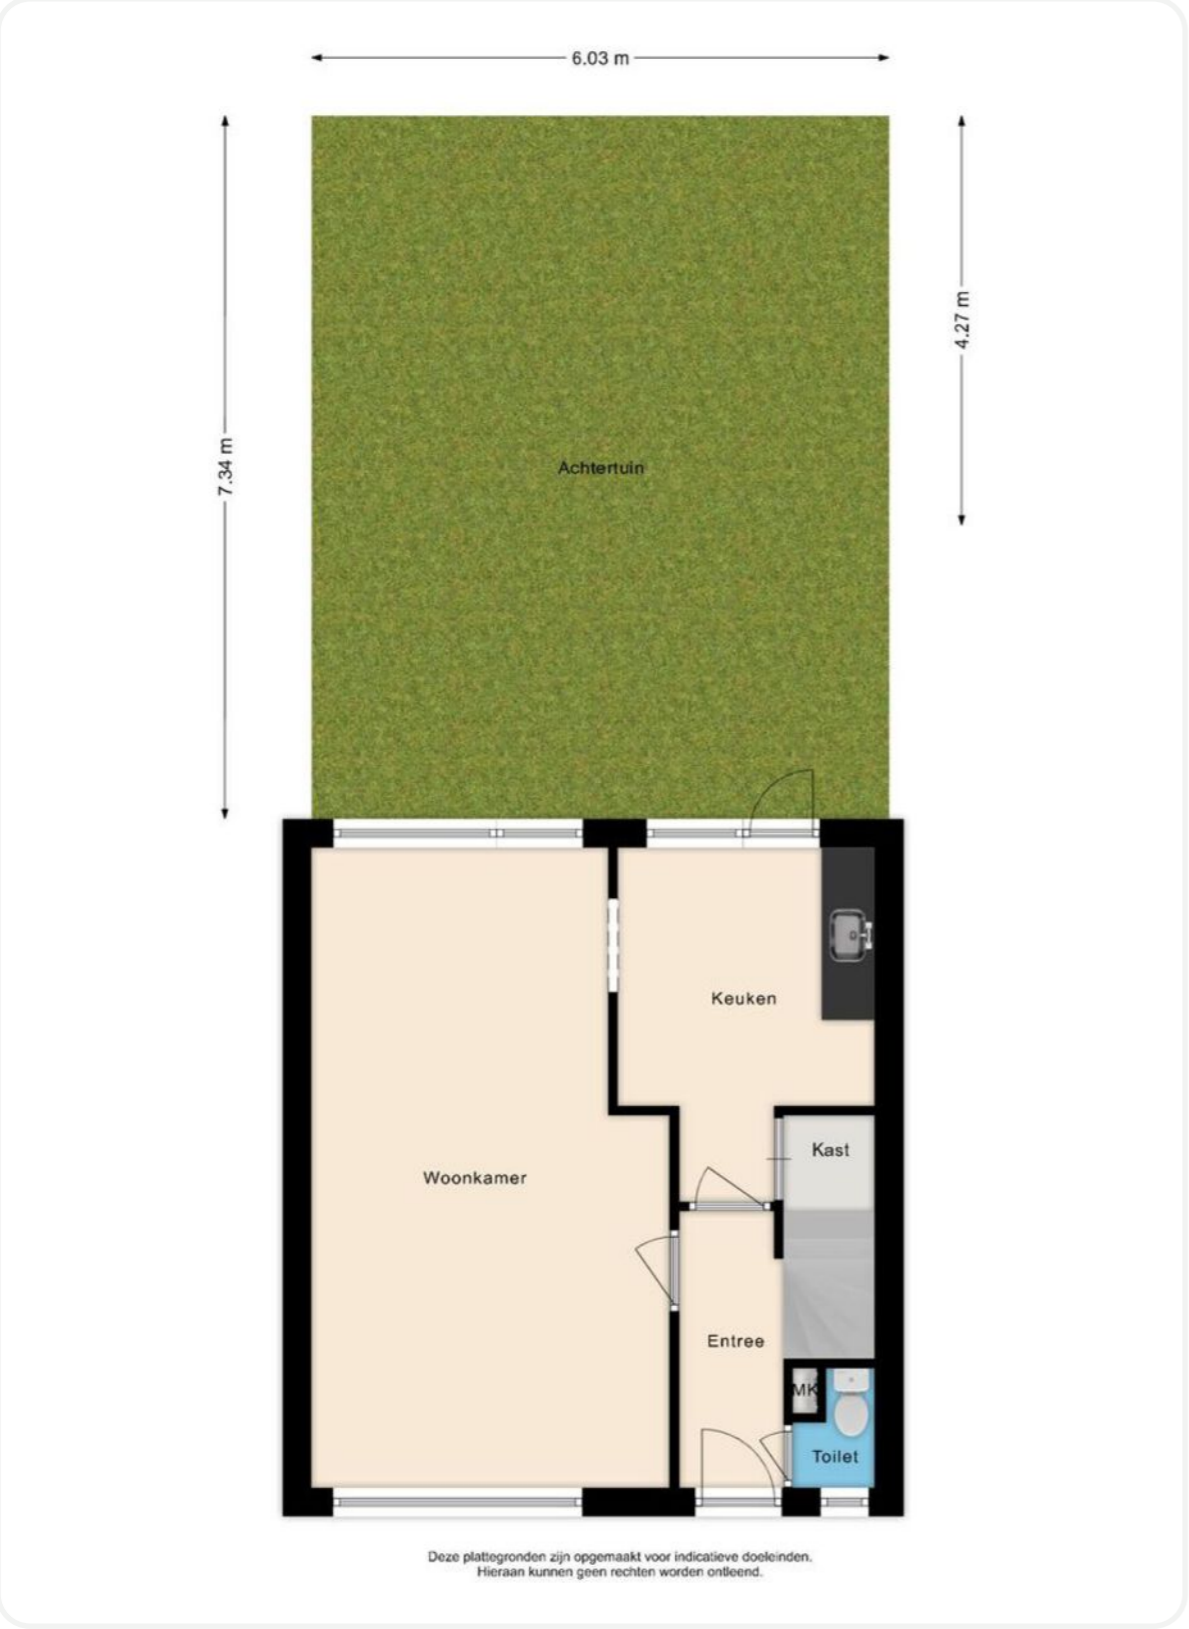 6.03 m
4.27 m
7.34 m
Achtertuin
Keuken
Kast
Woonkamer
Entree
MK
Toilet
Deze plattegronden zijn opgemaakt voor indicatieve doeleinden.
Hieraan kunnen geen rechten worden ontleend.